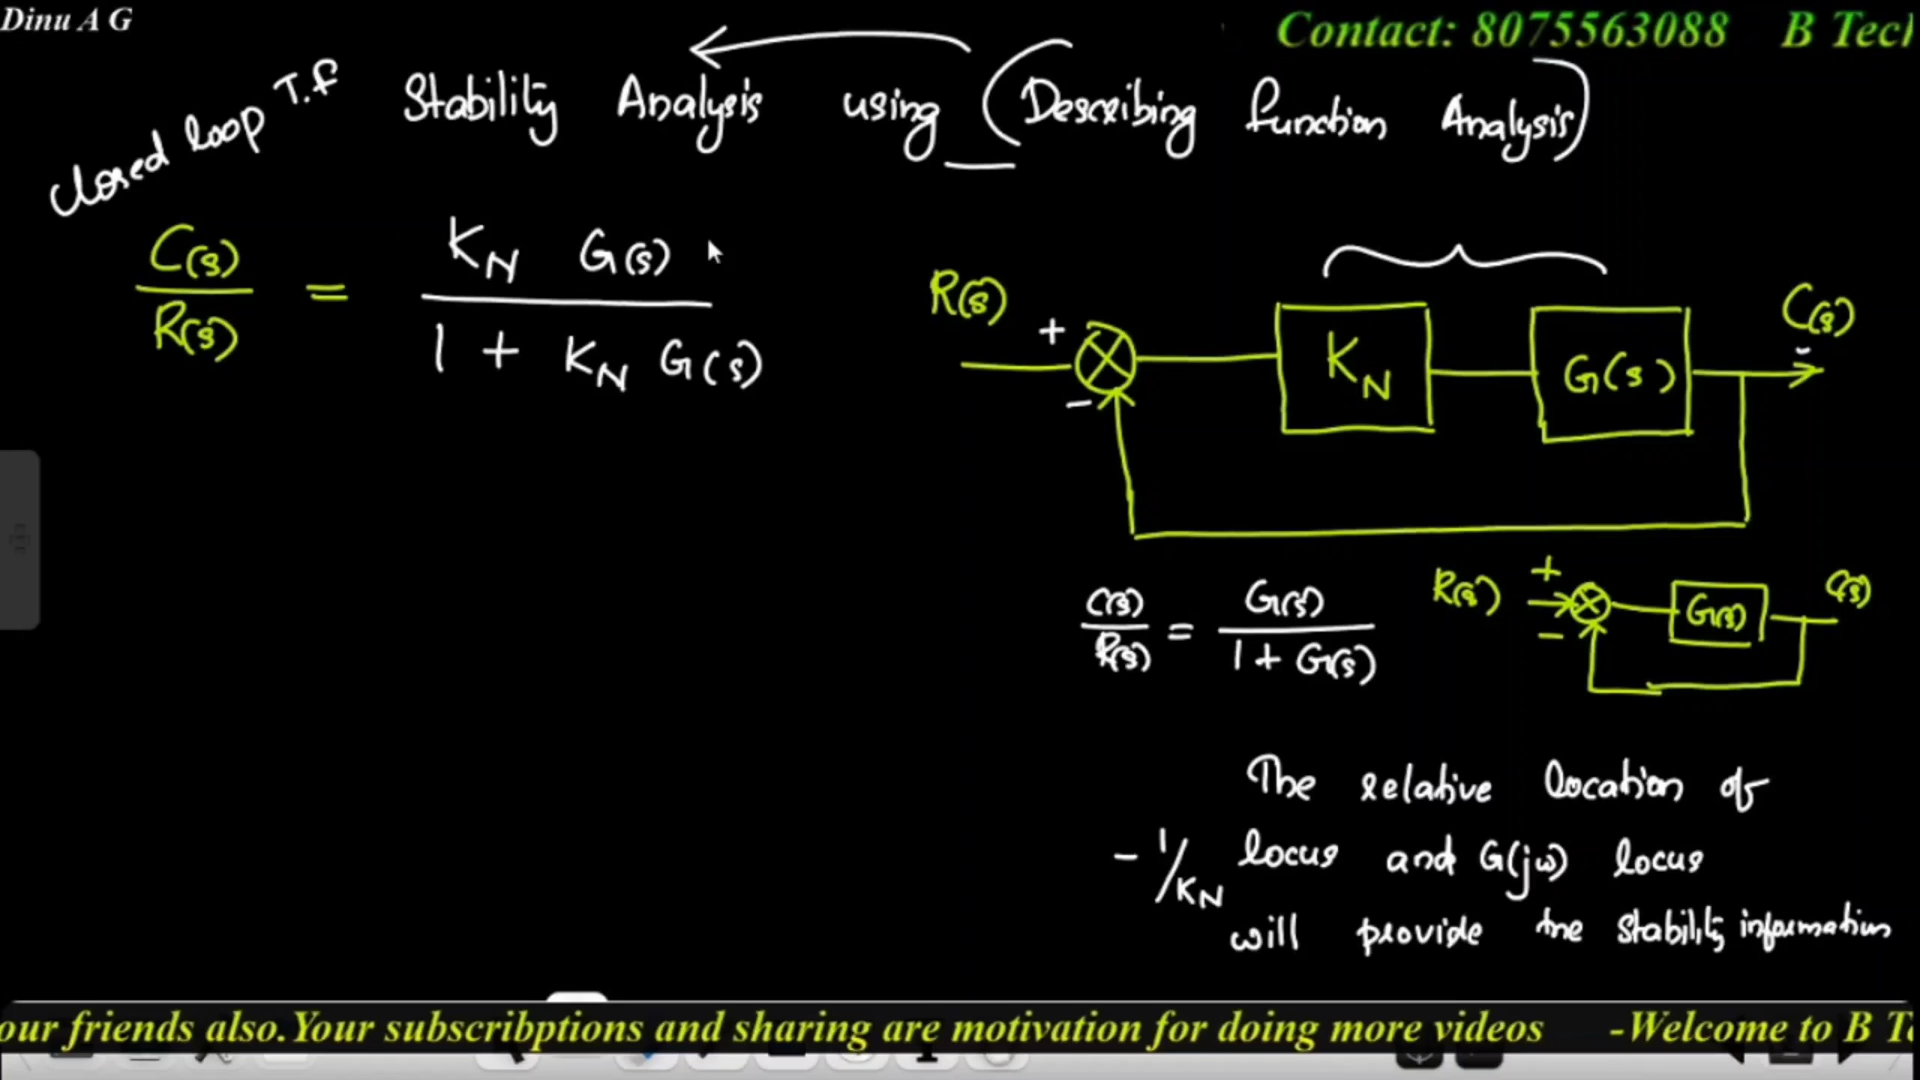 Dinu A G
Contact: 8075563088 B Tech
closed loop T.f
Stability Analysis using (Describing function Analysis)
C(s)/R(s) = KN G(s) / 1 + KN G(s)
R(s) + - KN G(s) C(s)
C(s)/R(s) = G(s) / 1 + G(s)
R(s) + - G(s) C(s)
The relative location of
- 1/KN locus and G(jω) locus
will provide the stability information
our friends also.Your subscribptions and sharing are motivation for doing more videos -Welcome to B Te